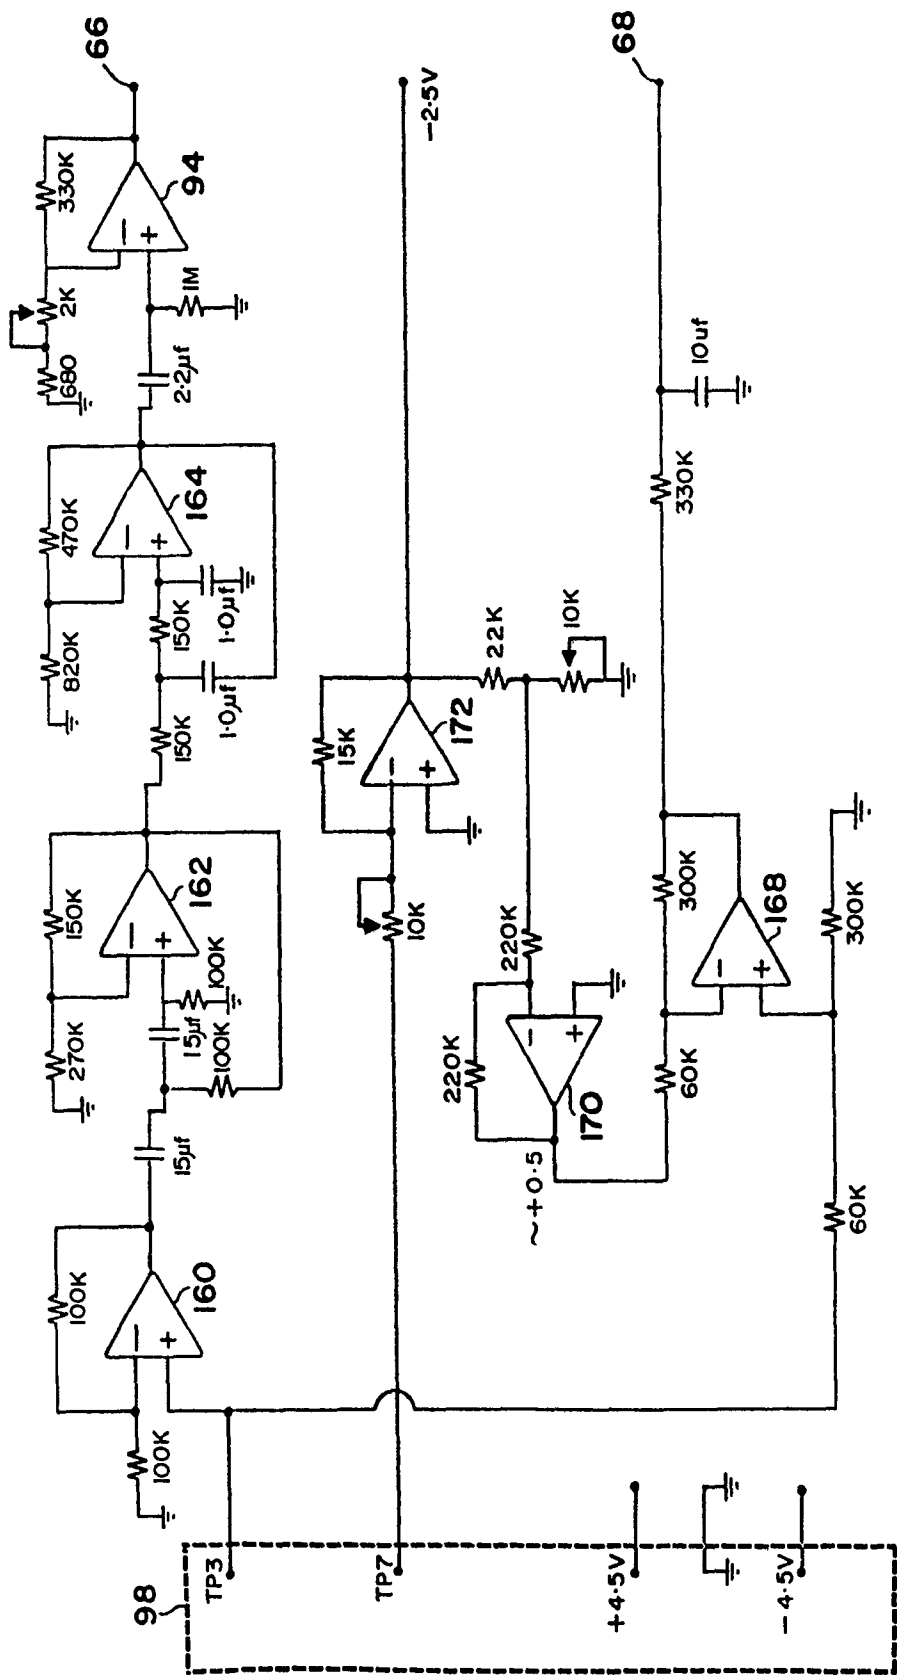 98
TP3
TP7
+4·5V
−4·5V
100K
100K
160
15µf
270K
150K
15µf
100K
100K
162
150K
150K
1·0µf
1·0µf
820K
470K
164
2·2µf
1M
680
2K
330K
94
66
10K
15K
172
−2·5V
22K
10K
220K
220K
170
~+0·5
60K
300K
168
60K
300K
330K
10uf
68